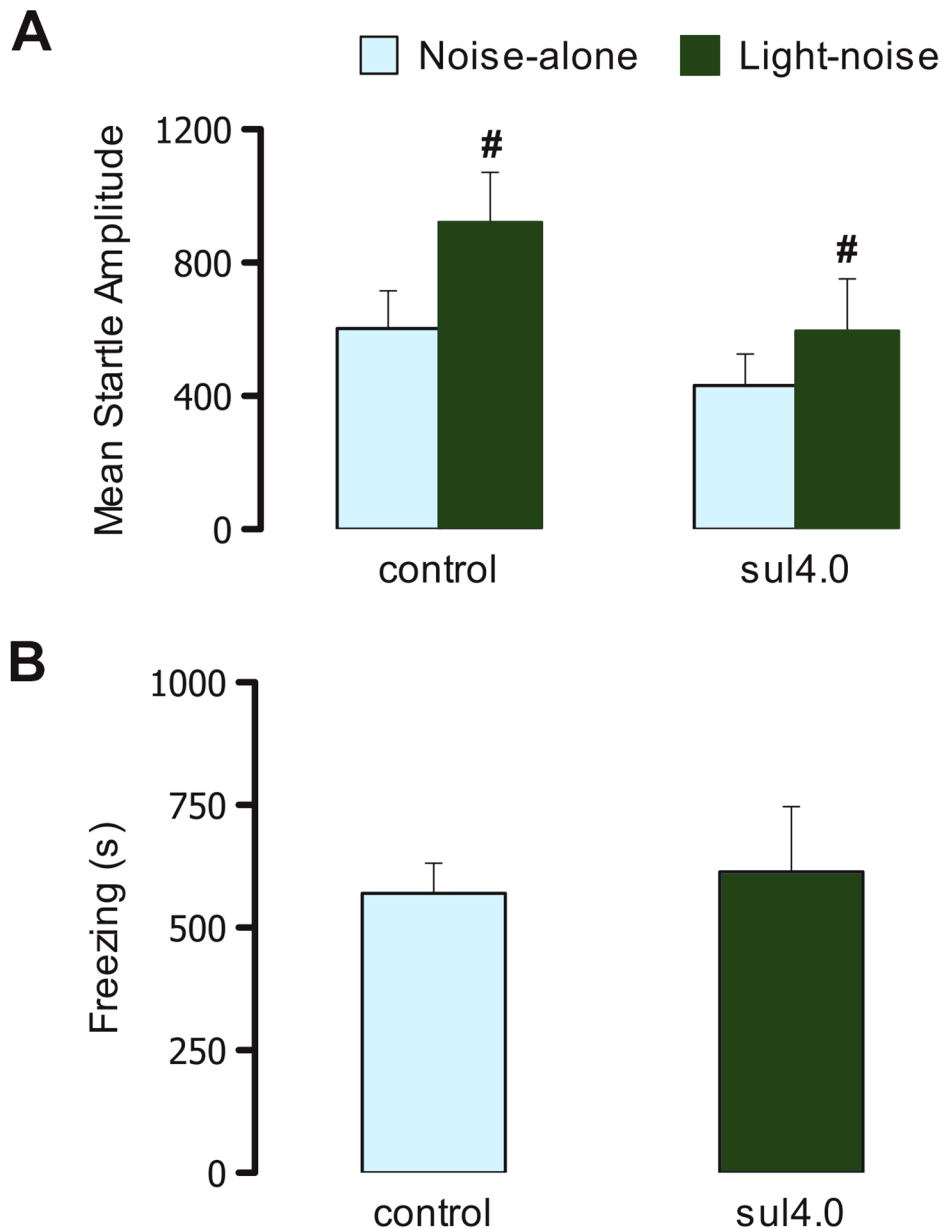 A
Noise-alone Light-noise
Mean Startle Amplitude
1200
800
400
0
#
#
control sul4.0
B
Freezing (s)
1000
750
500
250
0
control sul4.0